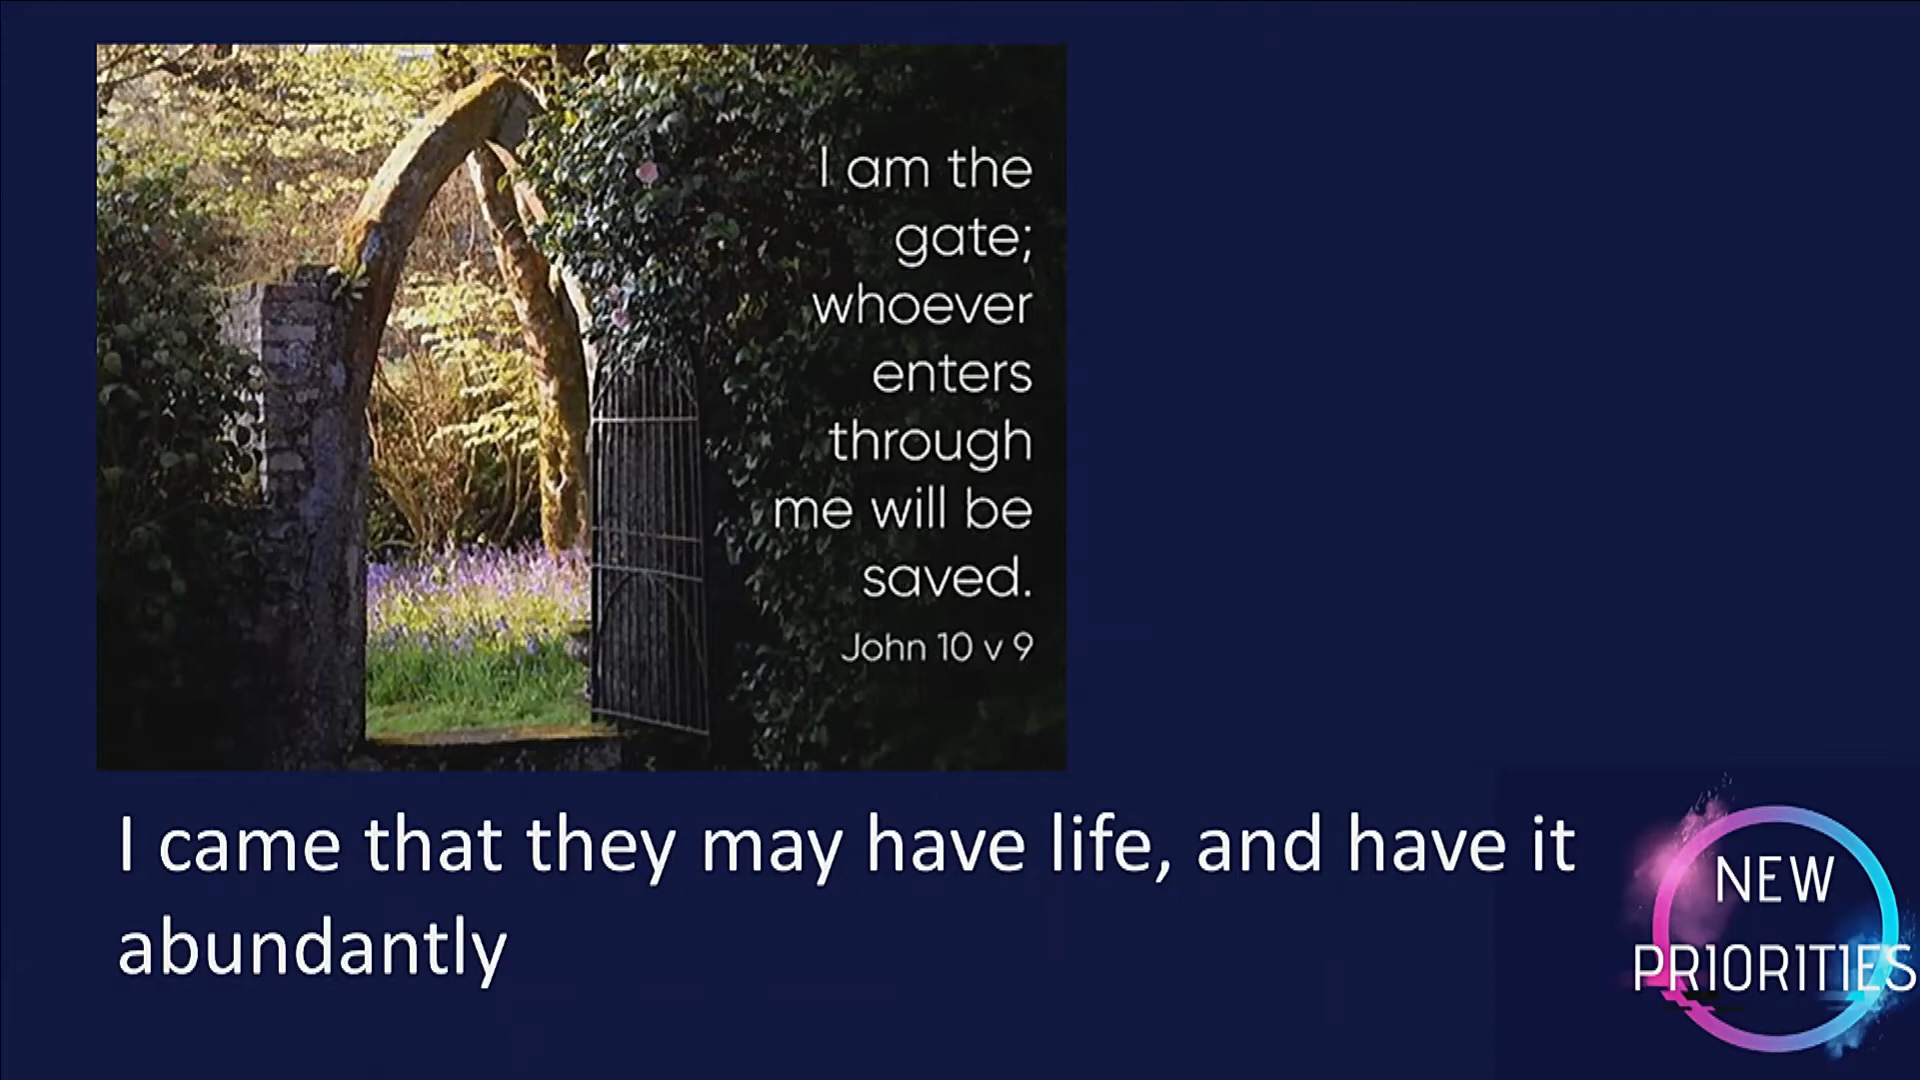 I am the
gate;
whoever
enters
through
me will be
saved.
John 10 v 9
I came that they may have life, and have it
abundantly
NEW
PRIORITIES